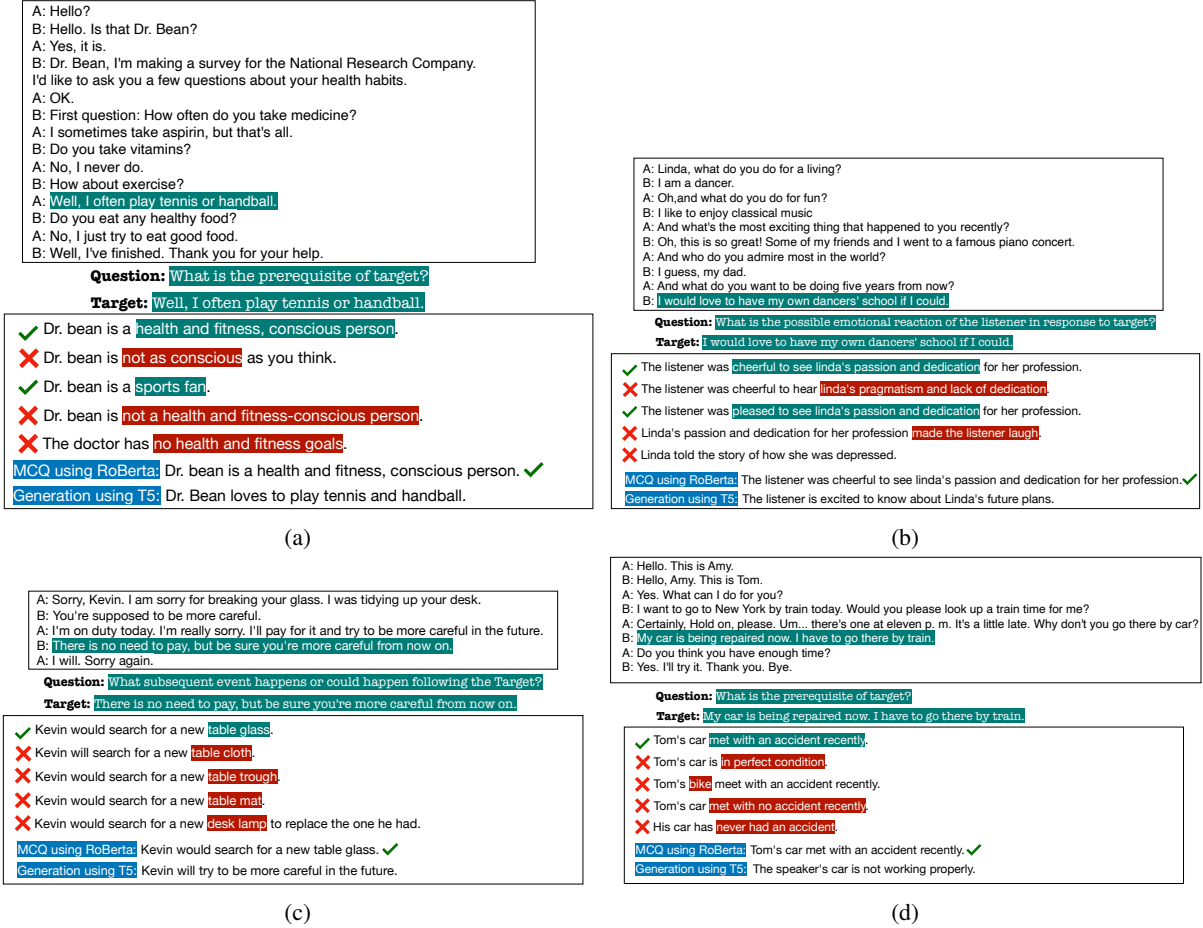 A: Hello?
B: Hello. Is that Dr. Bean?
A: Yes, it is.
B: Dr. Bean, I'm making a survey for the National Research Company.
I'd like to ask you a few questions about your health habits.
A: OK.
B: First question: How often do you take medicine?
A: I sometimes take aspirin, but that's all.
B: Do you take vitamins?
A: No, I never do.
B: How about exercise?
A: Well, I often play tennis or handball.
B: Do you eat any healthy food?
A: No, I just try to eat good food.
B: Well, I've finished. Thank you for your help.
Question: What is the prerequisite of target?
Target: Well, I often play tennis or handball.
Dr. bean is a health and fitness, conscious person.
Dr. bean is not as conscious as you think.
Dr. bean is a sports fan.
Dr. bean is not a health and fitness-conscious person.
The doctor has no health and fitness goals.
MCQ using RoBerta: Dr. bean is a health and fitness, conscious person.
Generation using T5: Dr. Bean loves to play tennis and handball.
(a)
A: Linda, what do you do for a living?
B: I am a dancer.
A: Oh,and what do you do for fun?
B: I like to enjoy classical music
A: And what's the most exciting thing that happened to you recently?
B: Oh, this is so great! Some of my friends and I went to a famous piano concert.
A: And who do you admire most in the world?
B: I guess, my dad.
A: And what do you want to be doing five years from now?
B: I would love to have my own dancers' school if I could.
Question: What is the possible emotional reaction of the listener in response to target?
Target: I would love to have my own dancers' school if I could.
The listener was cheerful to see linda's passion and dedication for her profession.
The listener was cheerful to hear linda's pragmatism and lack of dedication.
The listener was pleased to see linda's passion and dedication for her profession.
Linda's passion and dedication for her profession made the listener laugh.
Linda told the story of how she was depressed.
MCQ using RoBerta: The listener was cheerful to see linda's passion and dedication for her profession.
Generation using T5: The listener is excited to know about Linda's future plans.
(b)
A: Sorry, Kevin. I am sorry for breaking your glass. I was tidying up your desk.
B: You're supposed to be more careful.
A: I'm on duty today. I'm really sorry. I'll pay for it and try to be more careful in the future.
B: There is no need to pay, but be sure you're more careful from now on.
A: I will. Sorry again.
Question: What subsequent event happens or could happen following the Target?
Target: There is no need to pay, but be sure you're more careful from now on.
Kevin would search for a new table glass.
Kevin will search for a new table cloth.
Kevin would search for a new table trough.
Kevin would search for a new table mat.
Kevin would search for a new desk lamp to replace the one he had.
MCQ using RoBerta: Kevin would search for a new table glass.
Generation using T5: Kevin will try to be more careful in the future.
(c)
A: Hello. This is Amy.
B: Hello, Amy. This is Tom.
A: Yes. What can I do for you?
B: I want to go to New York by train today. Would you please look up a train time for me?
A: Certainly, Hold on, please. Um... there's one at eleven p. m. It's a little late. Why don't you go there by car?
B: My car is being repaired now. I have to go there by train.
A: Do you think you have enough time?
B: Yes. I'll try it. Thank you. Bye.
Question: What is the prerequisite of target?
Target: My car is being repaired now. I have to go there by train.
Tom's car met with an accident recently.
Tom's car is in perfect condition.
Tom's bike meet with an accident recently.
Tom's car met with no accident recently.
His car has never had an accident.
MCQ using RoBerta: Tom's car met with an accident recently.
Generation using T5: The speaker's car is not working properly.
(d)